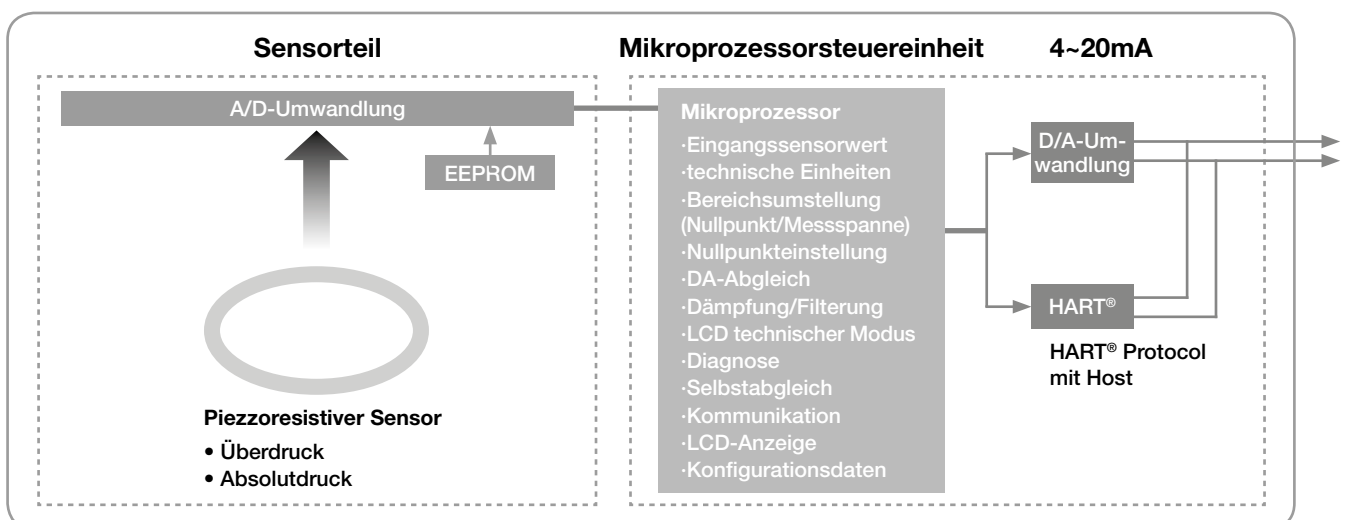 Sensorteil
Mikroprozessorsteuereinheit
4~20mA
A/D-Umwandlung
EEPROM
Piezzoresistiver Sensor
• Überdruck
• Absolutdruck
Mikroprozessor
·Eingangssensorwert
·technische Einheiten
·Bereichsumstellung
(Nullpunkt/Messspanne)
·Nullpunkteinstellung
·DA-Abgleich
·Dämpfung/Filterung
·LCD technischer Modus
·Diagnose
·Selbstabgleich
·Kommunikation
·LCD-Anzeige
·Konfigurationsdaten
D/A-Um-
wandlung
HART®
HART® Protocol
mit Host